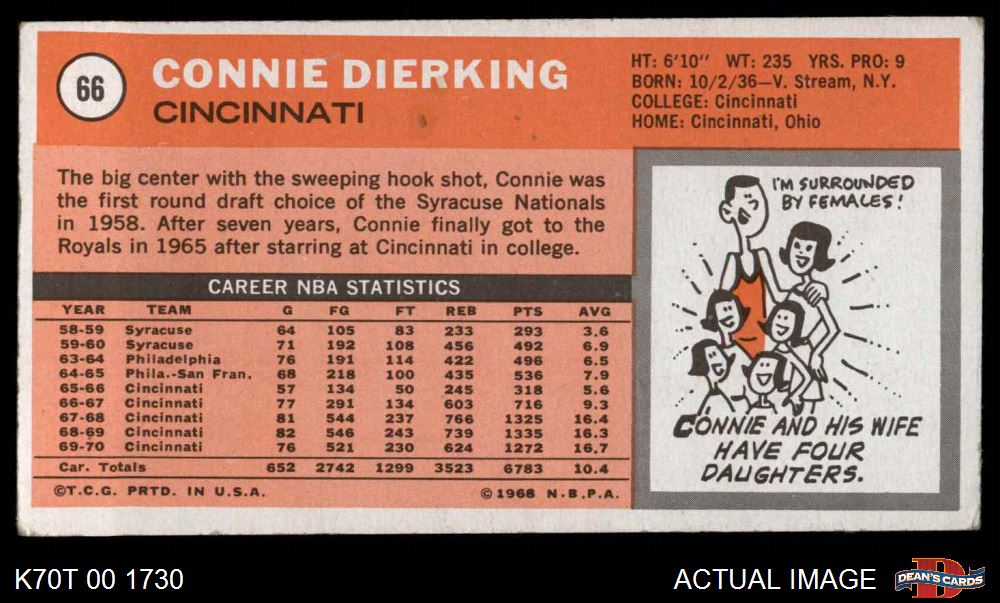 66
CONNIE DIERKING
CINCINNATI
HT: 6'10" WT: 235 YRS. PRO: 9
BORN: 10/2/36—V. Stream, N.Y.
COLLEGE: Cincinnati
HOME: Cincinnati, Ohio
The big center with the sweeping hook shot, Connie was
the first round draft choice of the Syracuse Nationals
in 1958. After seven years, Connie finally got to the
Royals in 1965 after starring at Cincinnati in college.
CAREER NBA STATISTICS
YEAR TEAM G FG FT REB PTS AVG
58-59 Syracuse 64 105 83 233 293 3.6
59-60 Syracuse 71 192 108 456 492 6.9
63-64 Philadelphia 76 191 114 422 496 6.5
64-65 Phila.-San Fran. 68 218 100 435 536 7.9
65-66 Cincinnati 57 134 50 245 318 5.6
66-67 Cincinnati 77 291 134 603 716 9.3
67-68 Cincinnati 81 544 237 766 1325 16.4
68-69 Cincinnati 82 546 243 739 1335 16.3
69-70 Cincinnati 76 521 230 624 1272 16.7
Car. Totals 652 2742 1299 3523 6783 10.4
©T.C.G. PRTD. IN U.S.A. ©1968 N.B.P.A.
I'M SURROUNDED
BY FEMALES!
CONNIE AND HIS WIFE
HAVE FOUR
DAUGHTERS.
K70T 00 1730
ACTUAL IMAGE
D
DEAN'S CARDS